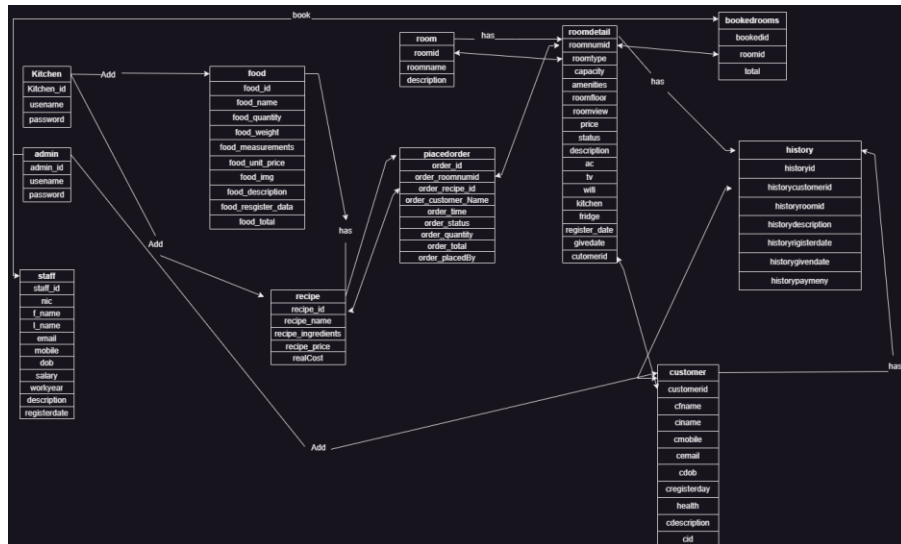 book
bookedrooms
bookedid
roomid
total
room
roomid
roomname
description
has
roomdetail
roomnumid
roomtype
capacity
amenities
roomfloor
roomview
price
status
description
ac
tv
wifi
kitchen
fridge
register_date
givedate
cutomerid
has
Kitchen
Kitchen_id
usename
password
Add
food
food_id
food_name
food_quantity
food_weight
food_measurements
food_unit_price
food_img
food_description
food_resgister_data
food_total
has
admin
admin_id
usename
password
Add
placedorder
order_id
order_roomnumid
order_recipe_id
order_customer_Name
order_time
order_status
order_quantity
order_total
order_placedBy
history
historyid
historycustomerid
historyroomid
historydescription
historyrigisterdate
historygivendate
historypaymeny
staff
staff_id
nic
f_name
l_name
email
mobile
dob
salary
workyear
description
registerdate
recipe
recipe_id
recipe_name
recipe_ingredients
recipe_price
realCost
Add
customer
customerid
cfname
clname
cmobile
cemail
cdob
cregisterday
health
cdescription
cid
has